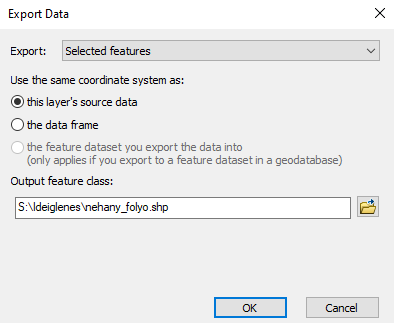 Export Data
Export: Selected features
Use the same coordinate system as:
this layer's source data
the data frame
the feature dataset you export the data into
(only applies if you export to a feature dataset in a geodatabase)
Output feature class:
S:\Ideiglenes\nehany_folyo.shp
OK Cancel